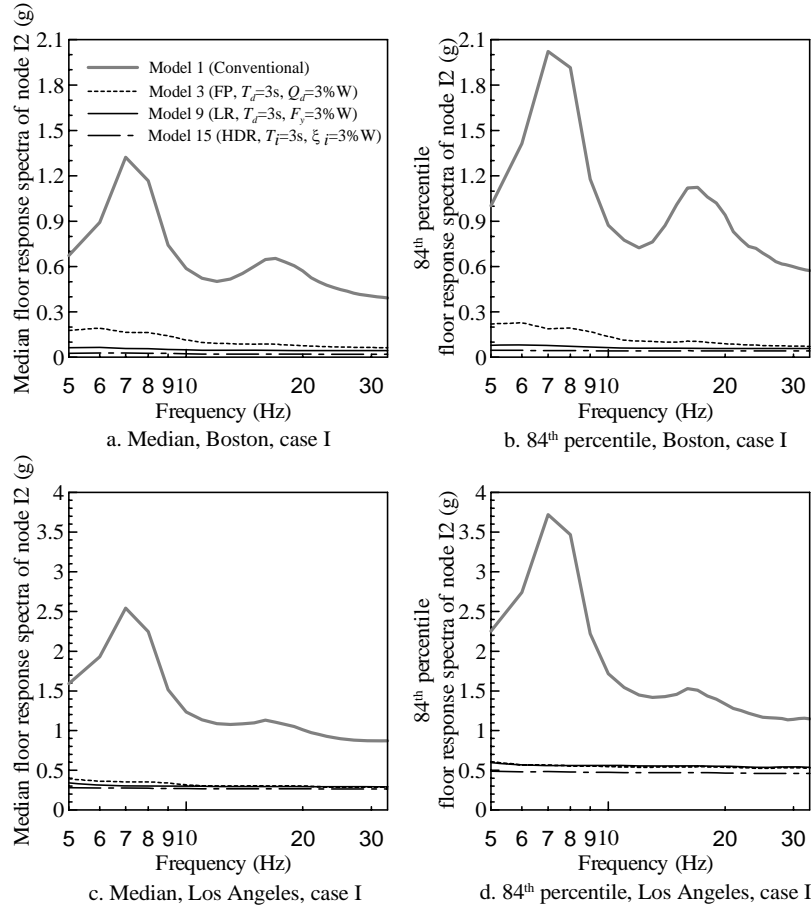 Median floor response spectra of node I2 (g)
2.1
1.8
1.5
1.2
0.9
0.6
0.3
0
Model 1 (Conventional)
Model 3 (FP, Td=3s, Qd=3%W)
Model 9 (LR, Td=3s, Fy=3%W)
Model 15 (HDR, Ti=3s, ξi=3%W)
5 6 7 8 9 10 20 30
Frequency (Hz)
a. Median, Boston, case I
84th percentile
floor response spectra of node I2 (g)
2.1
1.8
1.5
1.2
0.9
0.6
0.3
0
5 6 7 8 9 10 20 30
Frequency (Hz)
b. 84th percentile, Boston, case I
Median floor response spectra of node I2 (g)
4
3.5
3
2.5
2
1.5
1
0.5
0
5 6 7 8 9 10 20 30
Frequency (Hz)
c. Median, Los Angeles, case I
84th percentile
floor response spectra of node I2 (g)
4
3.5
3
2.5
2
1.5
1
0.5
0
5 6 7 8 9 10 20 30
Frequency (Hz)
d. 84th percentile, Los Angeles, case I